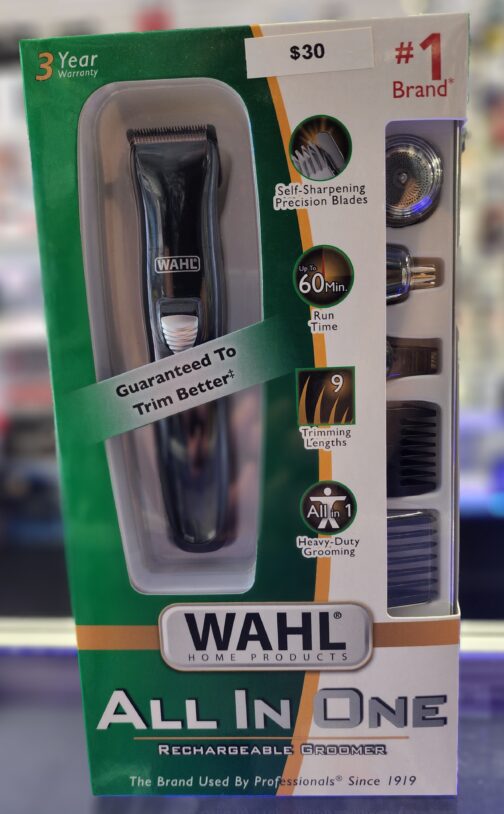 3 Year
Warranty
$30
#1
Brand*
Self-Sharpening
Precision Blades
WAHL
Up To
60 Min.
Run
Time
Guaranteed To
Trim Better‡
9
Trimming
Lengths
All in 1
Heavy-Duty
Grooming
WAHL®
HOME PRODUCTS
ALL IN ONE
RECHARGEABLE GROOMER
The Brand Used By Professionals® Since 1919